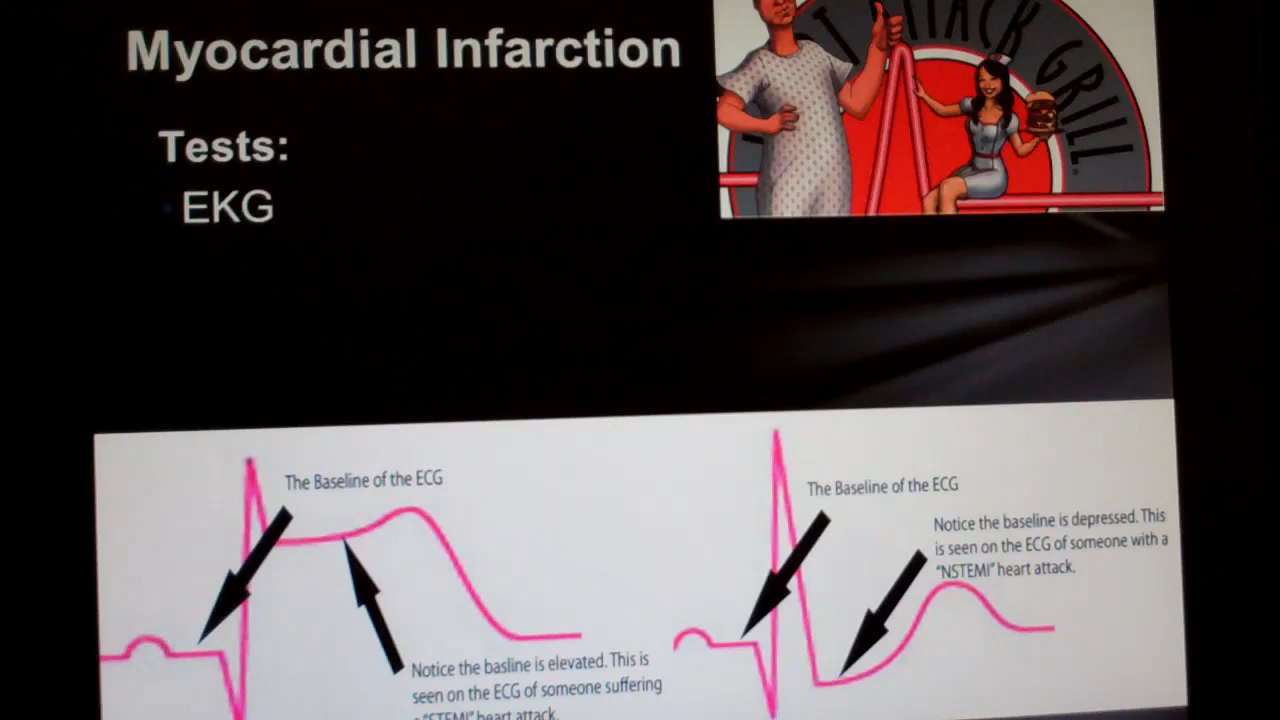 Myocardial Infarction
ATTACK GRILL
Tests:
EKG
The Baseline of the ECG
The Baseline of the ECG
Notice the baseline is depressed. This
is seen on the ECG of someone with a
"NSTEMI" heart attack.
Notice the basline is elevated. This is
seen on the ECG of someone suffering
a "STEMI" heart attack.